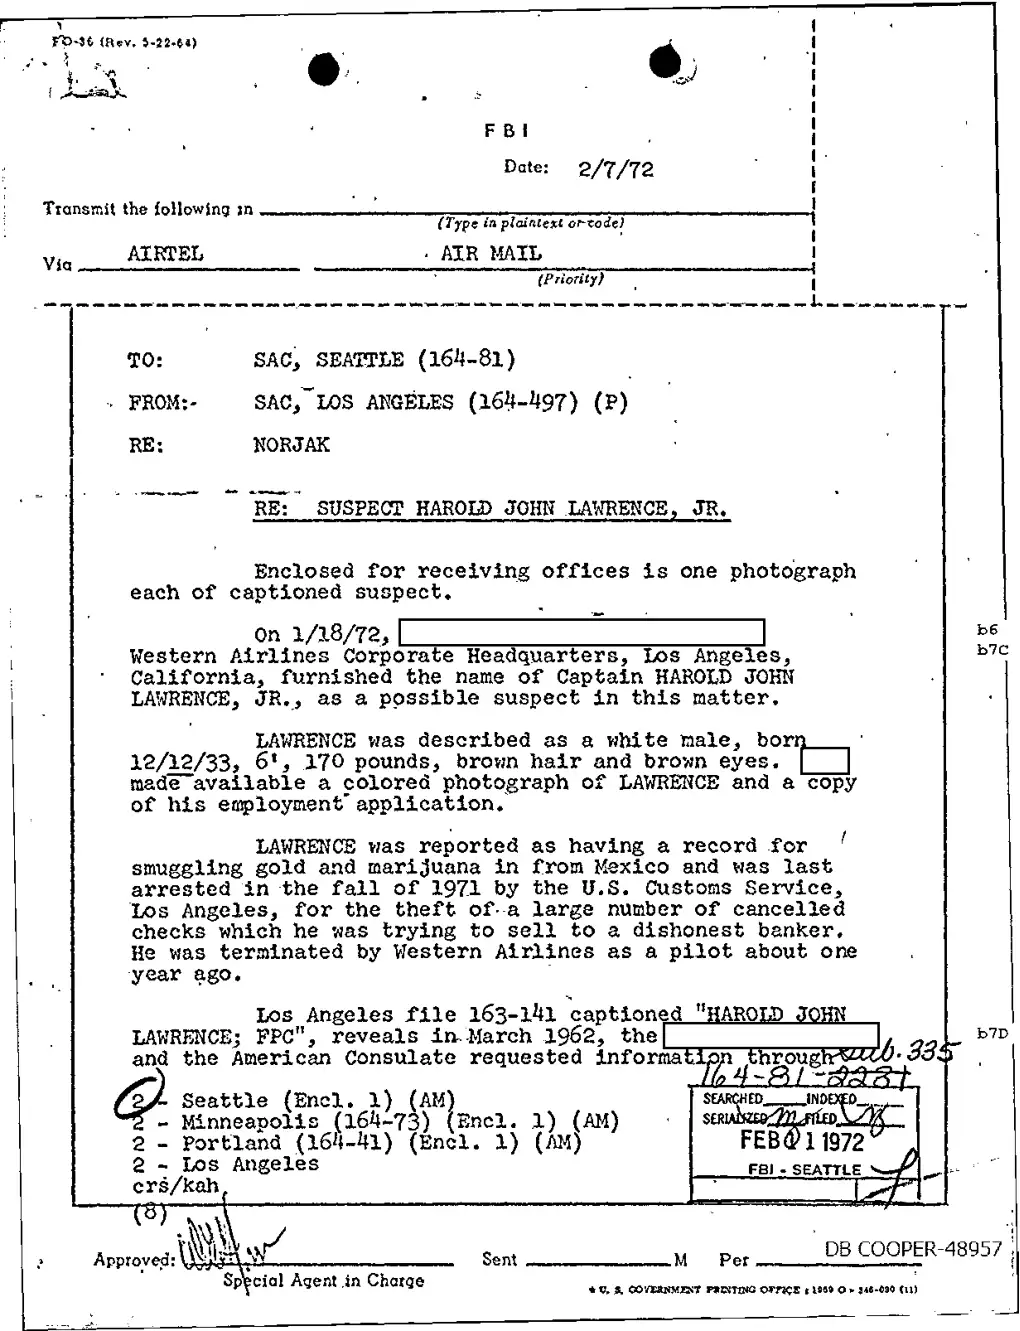 FD-36 (Rev. 5-22-64)
F B I
Date: 2/7/72
Transmit the following in
(Type in plaintext or code)
Via AIRTEL AIR MAIL
(Priority)
TO: SAC, SEATTLE (164-81)
FROM: SAC, LOS ANGELES (164-497) (P)
RE: NORJAK
RE: SUSPECT HAROLD JOHN LAWRENCE, JR.
Enclosed for receiving offices is one photograph
each of captioned suspect.
On 1/18/72,
b6
Western Airlines Corporate Headquarters, Los Angeles,
b7C
California, furnished the name of Captain HAROLD JOHN
LAWRENCE, JR., as a possible suspect in this matter.
LAWRENCE was described as a white male, born
12/12/33, 6', 170 pounds, brown hair and brown eyes.
made available a colored photograph of LAWRENCE and a copy
of his employment application.
LAWRENCE was reported as having a record for
smuggling gold and marijuana in from Mexico and was last
arrested in the fall of 1971 by the U.S. Customs Service,
Los Angeles, for the theft of a large number of cancelled
checks which he was trying to sell to a dishonest banker.
He was terminated by Western Airlines as a pilot about one
year ago.
Los Angeles file 163-141 captioned "HAROLD JOHN
LAWRENCE; FPC", reveals in March 1962, the
b7D
and the American Consulate requested information through
Sub. 335
164-81-2281
2 - Seattle (Encl. 1) (AM)
2 - Minneapolis (164-73) (Encl. 1) (AM)
2 - Portland (164-41) (Encl. 1) (AM)
2 - Los Angeles
crs/kah
(8)
SEARCHED INDEXED
SERIALIZED FILED
FEB 11 1972
FBI - SEATTLE
Approved: Sent M Per
Special Agent in Charge
DB COOPER-48957
* U. S. GOVERNMENT PRINTING OFFICE : 1969 O - 346-090 (11)